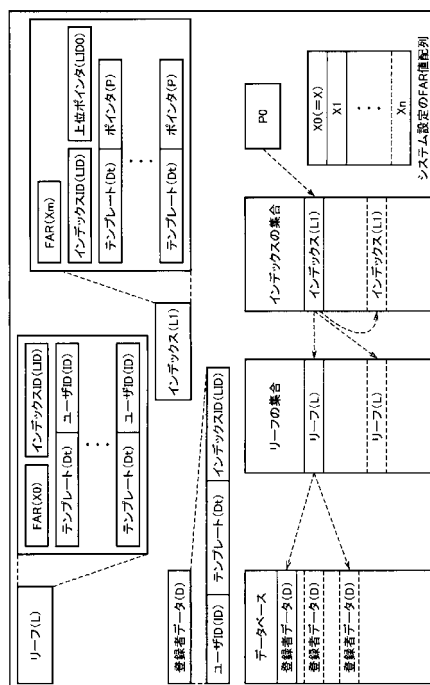 リーフ(L)
FAR(X0)
インデックスID(LID)
テンプレート(Dt)
ユーザID(ID)
⋮
テンプレート(Dt)
ユーザID(ID)
インデックス(L1)
FAR(Xm)
インデックスID(LID)
上位ポインタ(LID0)
テンプレート(Dt)
ポインタ(P)
⋮
テンプレート(Dt)
ポインタ(P)
登録者データ(D)
ユーザID(ID)
テンプレート(Dt)
インデックスID(LID)
データベース
登録者データ(D)
登録者データ(D)
登録者データ(D)
リーフの集合
リーフ(L)
リーフ(L)
インデックスの集合
インデックス(L1)
インデックス(L1)
P0
X0(=X)
X1
⋮
Xn
システム設定のFAR値配列